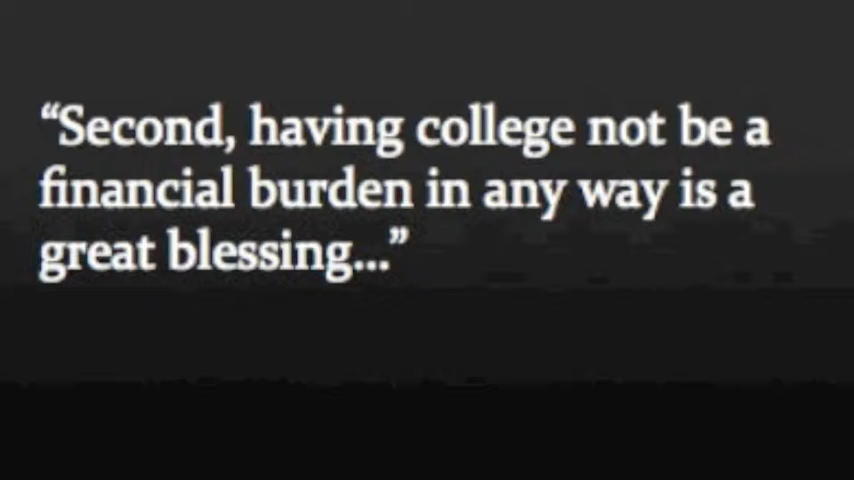 “Second, having college not be a
financial burden in any way is a
great blessing...”